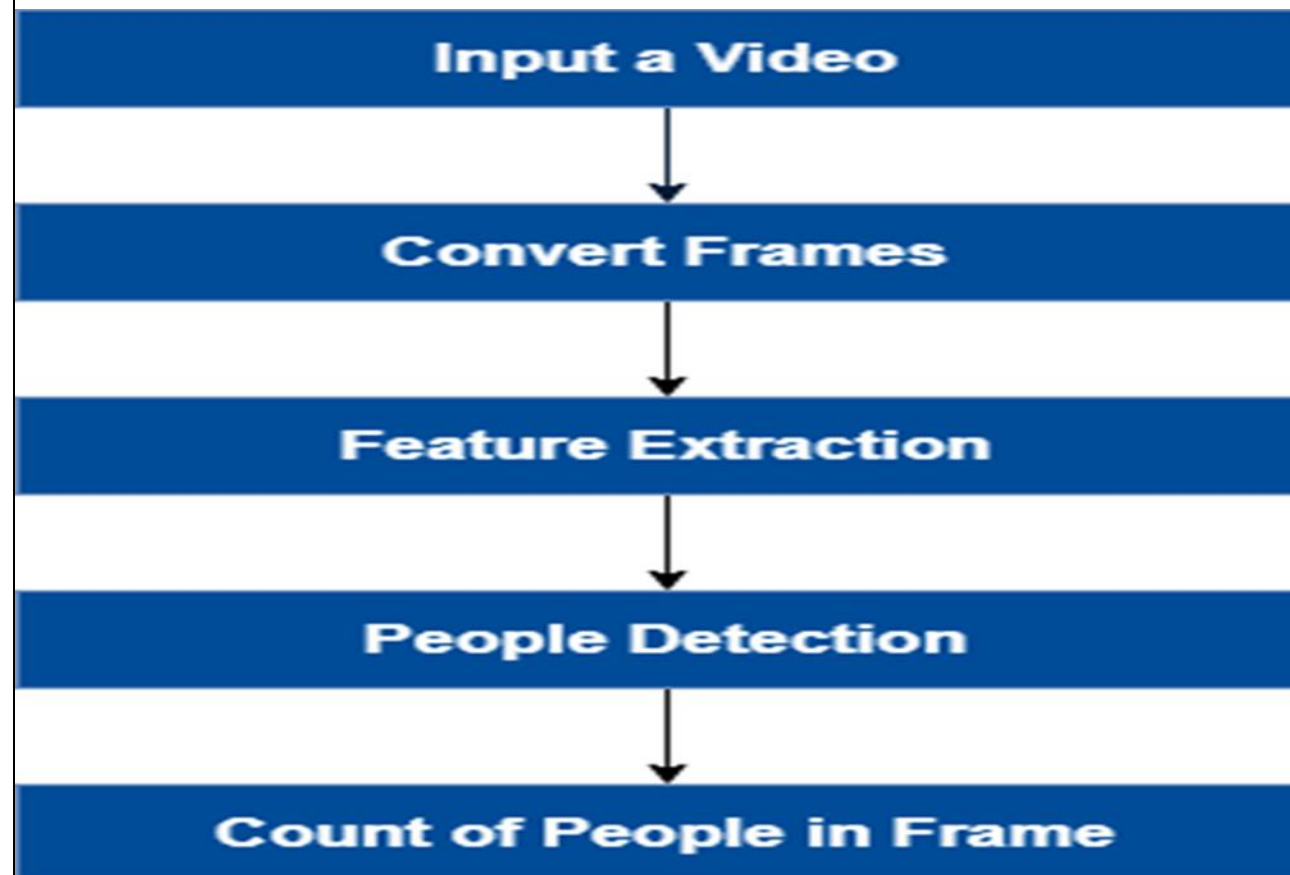 Input a Video
Convert Frames
Feature Extraction
People Detection
Count of People in Frame